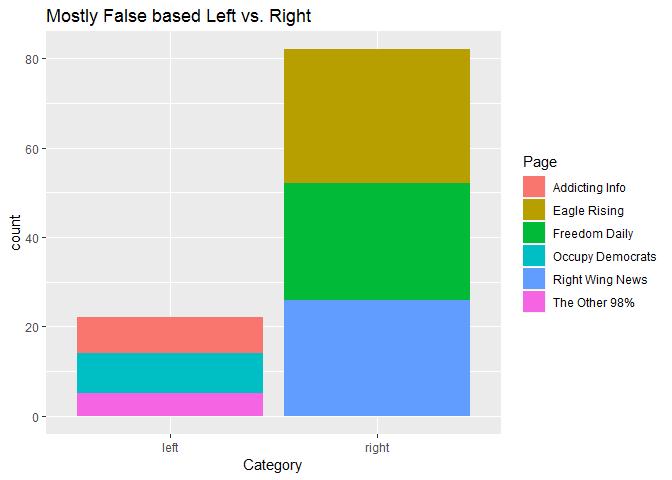 Mostly False based Left vs. Right
80
60
40
20
0
count
left
right
Category
Page
Addicting Info
Eagle Rising
Freedom Daily
Occupy Democrats
Right Wing News
The Other 98%